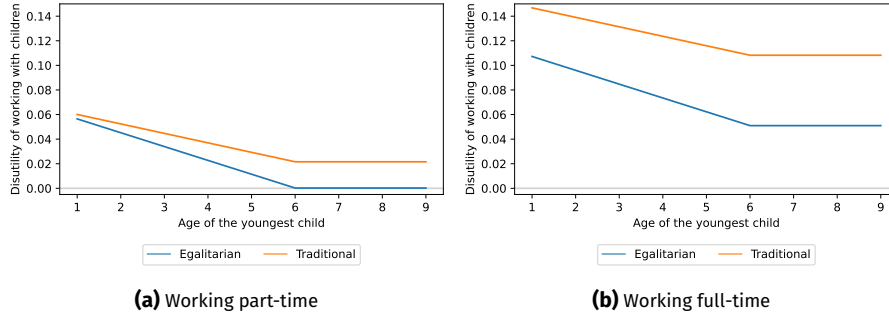 Disutility of working with children
0.14
0.12
0.10
0.08
0.06
0.04
0.02
0.00
1 2 3 4 5 6 7 8 9
Age of the youngest child
Egalitarian Traditional
(a) Working part-time
Disutility of working with children
0.14
0.12
0.10
0.08
0.06
0.04
0.02
0.00
1 2 3 4 5 6 7 8 9
Age of the youngest child
Egalitarian Traditional
(b) Working full-time